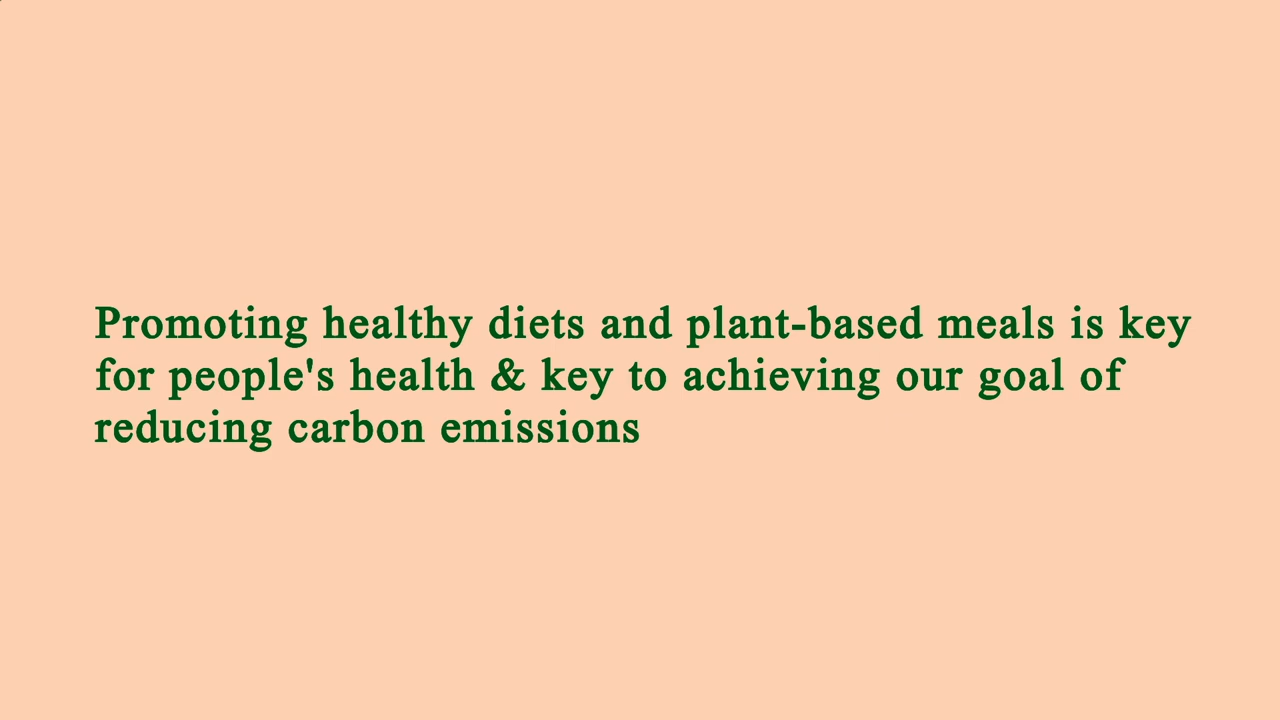 Promoting healthy diets and plant-based meals is key
for people's health & key to achieving our goal of
reducing carbon emissions